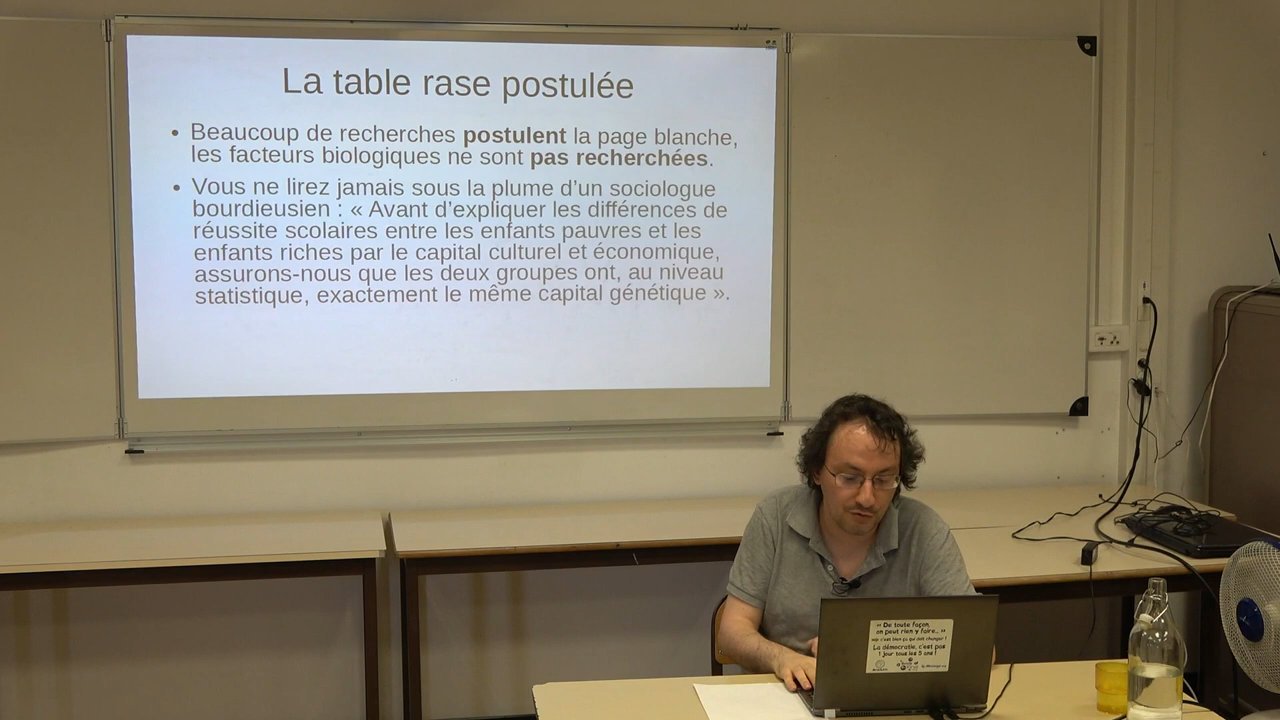 La table rase postulée
• Beaucoup de recherches postulent la page blanche,
les facteurs biologiques ne sont pas recherchées.
• Vous ne lirez jamais sous la plume d'un sociologue
bourdieusien : « Avant d'expliquer les différences de
réussite scolaires entre les enfants pauvres et les
enfants riches par le capital culturel et économique,
assurons-nous que les deux groupes ont, au niveau
statistique, exactement le même capital génétique ».
" De toute façon,
on peut rien y faire... "
La démocratie, c'est pas
1 jour tous les 5 ans !